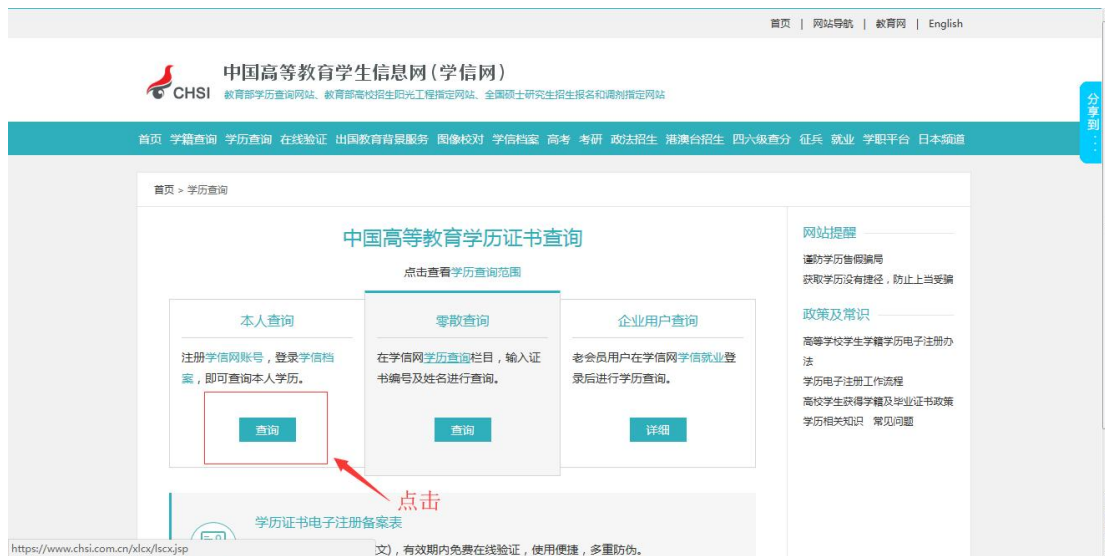 首页 | 网站导航 | 教育网 | English
CHSI
中国高等教育学生信息网(学信网)
教育部学历查询网站、教育部高校招生阳光工程指定网站、全国硕士研究生招生报名和调剂指定网站
分享到:...
首页 学籍查询 学历查询 在线验证 出国教育背景服务 图像校对 学信档案 高考 考研 政法招生 港澳台招生 四六级查分 征兵 就业 学职平台 日本频道
首页 > 学历查询
中国高等教育学历证书查询
点击查看学历查询范围
本人查询
注册学信网账号,登录学信档
案,即可查询本人学历。
查询
零散查询
在学信网学历查询栏目,输入证
书编号及姓名进行查询。
查询
企业用户查询
老会员用户在学信网学信就业登
录后进行学历查询。
详细
点击
网站提醒
谨防学历售假骗局
获取学历没有捷径,防止上当受骗
政策及常识
高等学校学生学籍学历电子注册办
法
学历电子注册工作流程
高校学生获得学籍及毕业证书政策
学历相关知识 常见问题
学历证书电子注册备案表
文),有效期内免费在线验证,使用便捷,多重防伪。
https://www.chsi.com.cn/xlcx/lscx.jsp